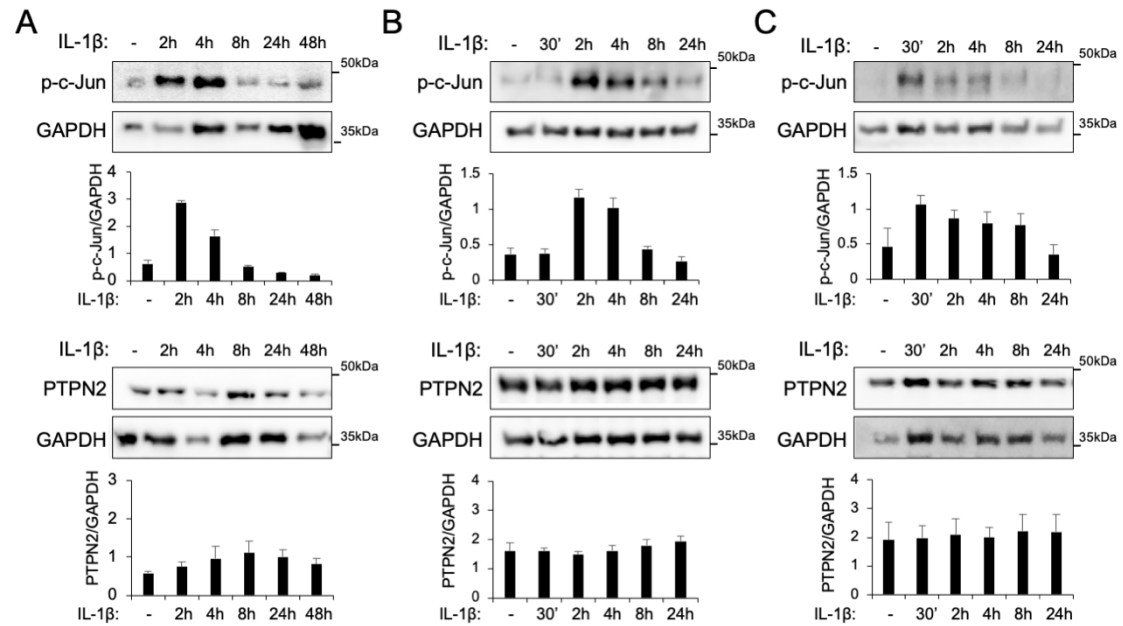 A
IL-1β: - 2h 4h 8h 24h 48h
50kDa
p-c-Jun
GAPDH
35kDa
p-c-Jun/GAPDH
4
3
2
1
0
IL-1β: - 2h 4h 8h 24h 48h
IL-1β: - 2h 4h 8h 24h 48h
50kDa
PTPN2
GAPDH
35kDa
PTPN2/GAPDH
3
2
1
0
IL-1β: - 2h 4h 8h 24h 48h
B
IL-1β: - 30' 2h 4h 8h 24h
50kDa
p-c-Jun
GAPDH
35kDa
p-c-Jun/GAPDH
1.5
1
0.5
0
IL-1β: - 30' 2h 4h 8h 24h
IL-1β: - 30' 2h 4h 8h 24h
50kDa
PTPN2
GAPDH
35kDa
PTPN2/GAPDH
4
3
2
1
0
IL-1β: - 30' 2h 4h 8h 24h
C
IL-1β: - 30' 2h 4h 8h 24h
50kDa
p-c-Jun
GAPDH
35kDa
p-c-Jun/GAPDH
1.5
1
0.5
0
IL-1β: - 30' 2h 4h 8h 24h
IL-1β: - 30' 2h 4h 8h 24h
50kDa
PTPN2
GAPDH
35kDa
PTPN2/GAPDH
4
3
2
1
0
IL-1β: - 30' 2h 4h 8h 24h